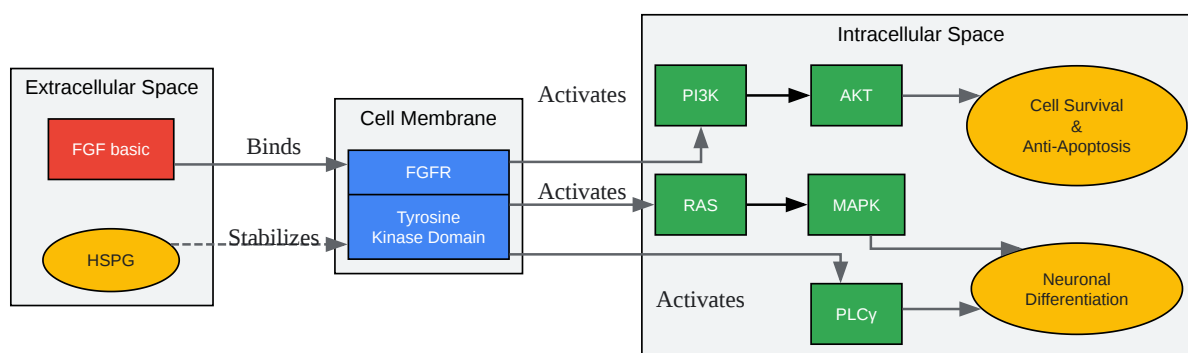 Extracellular Space
FGF basic
HSPG
Binds
Stabilizes
Cell Membrane
FGFR
Tyrosine
Kinase Domain
Activates
Activates
Activates
Intracellular Space
PI3K
AKT
Cell Survival
&
Anti-Apoptosis
RAS
MAPK
PLCγ
Neuronal
Differentiation